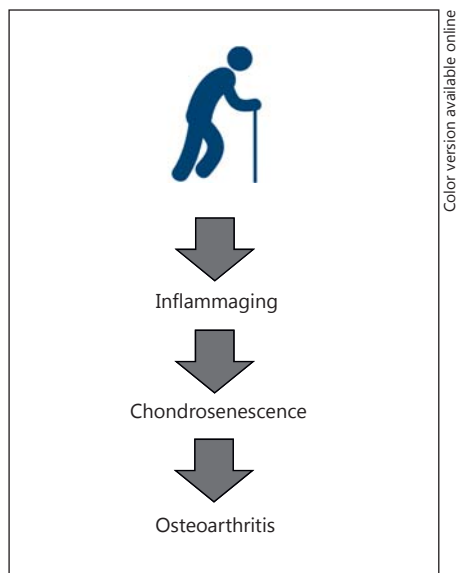 Inflammaging
Chondrosenescence
Osteoarthritis
Color version available online